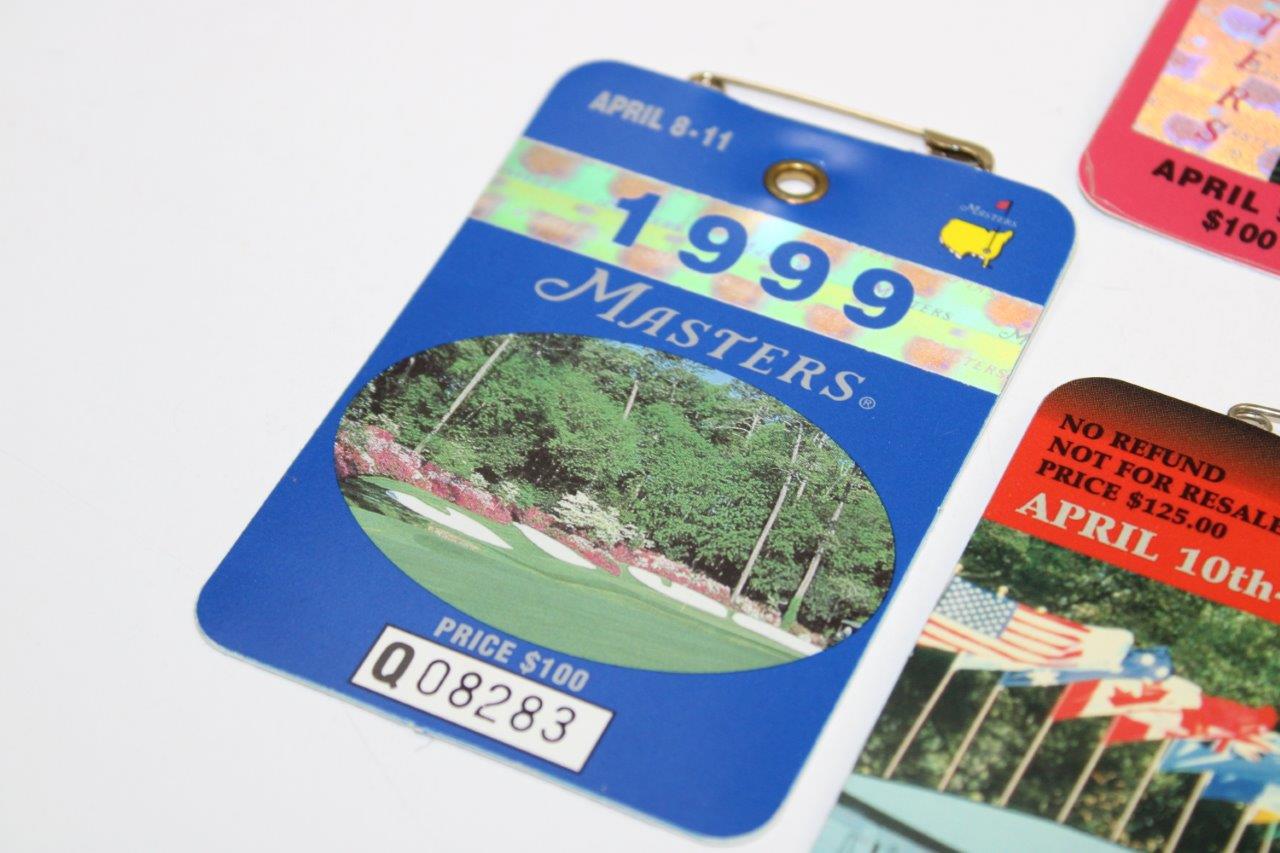 APRIL 8-11
MASTERS
1999
MASTERS®
PRICE $100
Q08283
TERS
APRIL
$100
NO REFUND
NOT FOR RESALE
PRICE $125.00
APRIL 10th-